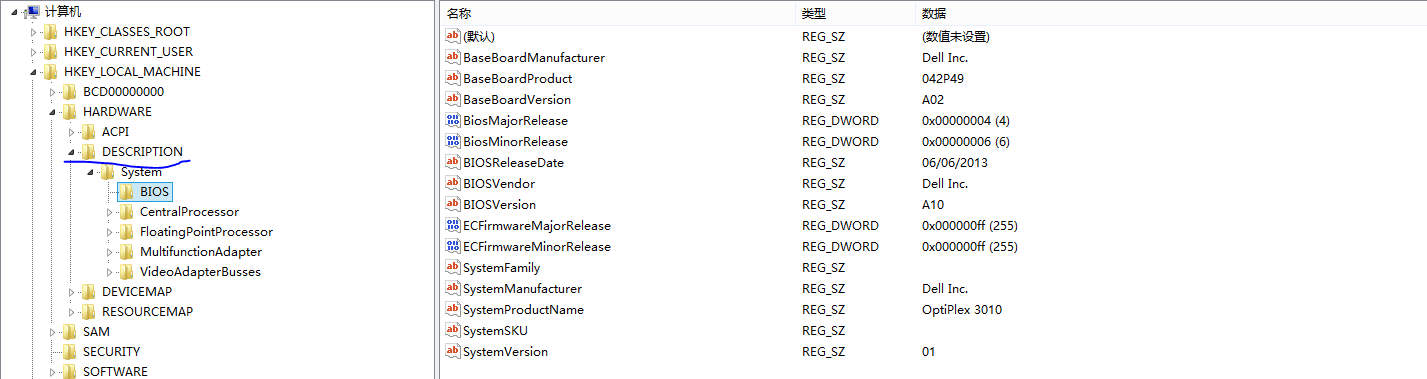 计算机
HKEY_CLASSES_ROOT
HKEY_CURRENT_USER
HKEY_LOCAL_MACHINE
BCD00000000
HARDWARE
ACPI
DESCRIPTION
System
BIOS
CentralProcessor
FloatingPointProcessor
MultifunctionAdapter
VideoAdapterBusses
DEVICEMAP
RESOURCEMAP
SAM
SECURITY
SOFTWARE
名称 类型 数据
(默认) REG_SZ (数值未设置)
BaseBoardManufacturer REG_SZ Dell Inc.
BaseBoardProduct REG_SZ 042P49
BaseBoardVersion REG_SZ A02
BiosMajorRelease REG_DWORD 0x00000004 (4)
BiosMinorRelease REG_DWORD 0x00000006 (6)
BIOSReleaseDate REG_SZ 06/06/2013
BIOSVendor REG_SZ Dell Inc.
BIOSVersion REG_SZ A10
ECFirmwareMajorRelease REG_DWORD 0x000000ff (255)
ECFirmwareMinorRelease REG_DWORD 0x000000ff (255)
SystemFamily REG_SZ
SystemManufacturer REG_SZ Dell Inc.
SystemProductName REG_SZ OptiPlex 3010
SystemSKU REG_SZ
SystemVersion REG_SZ 01